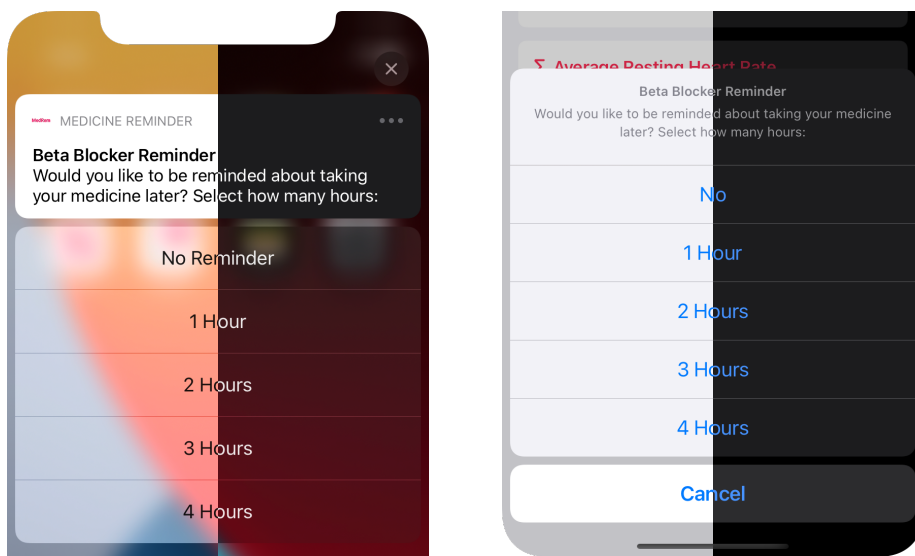 MEDICINE REMINDER
Beta Blocker Reminder
Would you like to be reminded about taking
your medicine later? Select how many hours:
No Reminder
1 Hour
2 Hours
3 Hours
4 Hours
Σ Average Resting Heart Rate
Beta Blocker Reminder
Would you like to be reminded about taking your medicine
later? Select how many hours:
No
1 Hour
2 Hours
3 Hours
4 Hours
Cancel